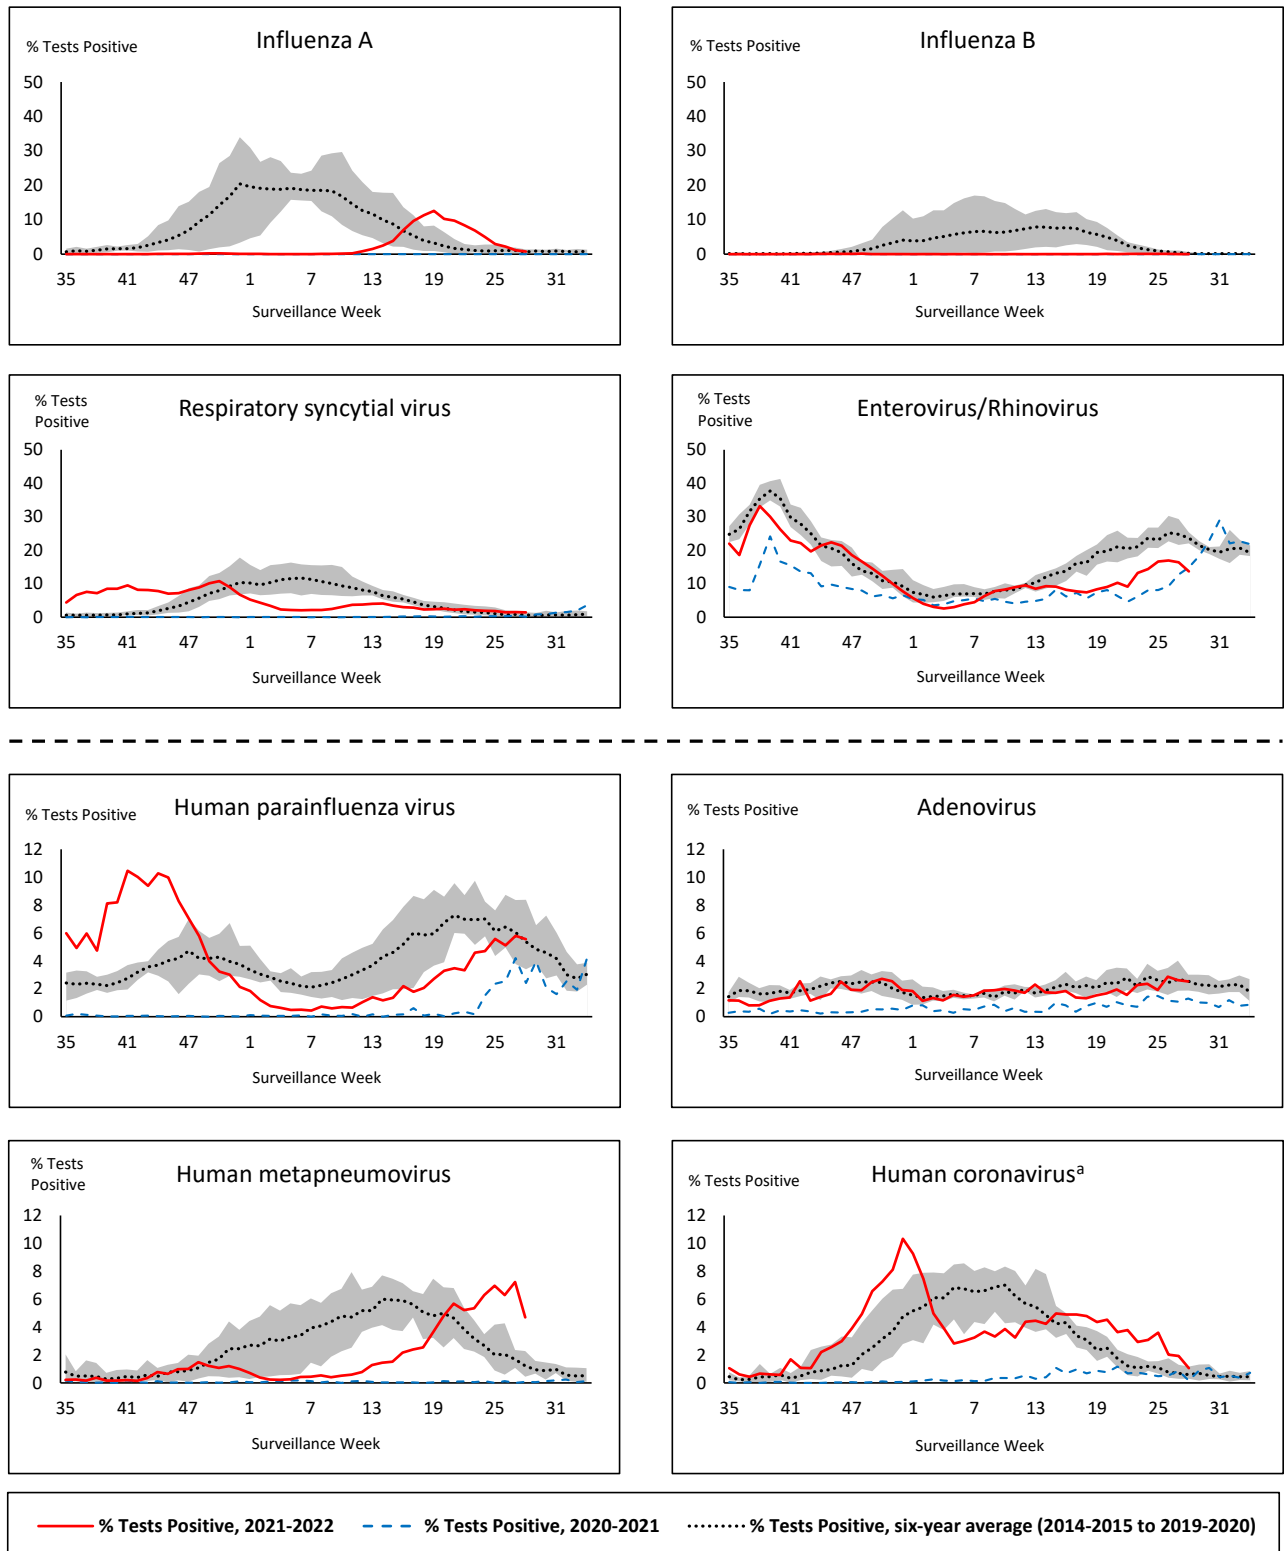 Influenza A
% Tests Positive
50
40
30
20
10
0
35 41 47 1 7 13 19 25 31
Surveillance Week
Influenza B
% Tests Positive
50
40
30
20
10
0
35 41 47 1 7 13 19 25 31
Surveillance Week
% Tests
Positive
Respiratory syncytial virus
50
40
30
20
10
0
35 41 47 1 7 13 19 25 31
Surveillance Week
% Tests
Positive
Enterovirus/Rhinovirus
50
40
30
20
10
0
35 41 47 1 7 13 19 25 31
Surveillance Week
Human parainfluenza virus
% Tests Positive
12
10
8
6
4
2
0
35 41 47 1 7 13 19 25 31
Surveillance Week
Adenovirus
% Tests Positive
12
10
8
6
4
2
0
35 41 47 1 7 13 19 25 31
Surveillance Week
% Tests
Positive
Human metapneumovirus
12
10
8
6
4
2
0
35 41 47 1 7 13 19 25 31
Surveillance Week
Human coronavirusᵃ
% Tests Positive
12
10
8
6
4
2
0
35 41 47 1 7 13 19 25 31
Surveillance Week
% Tests Positive, 2021-2022 % Tests Positive, 2020-2021 % Tests Positive, six-year average (2014-2015 to 2019-2020)